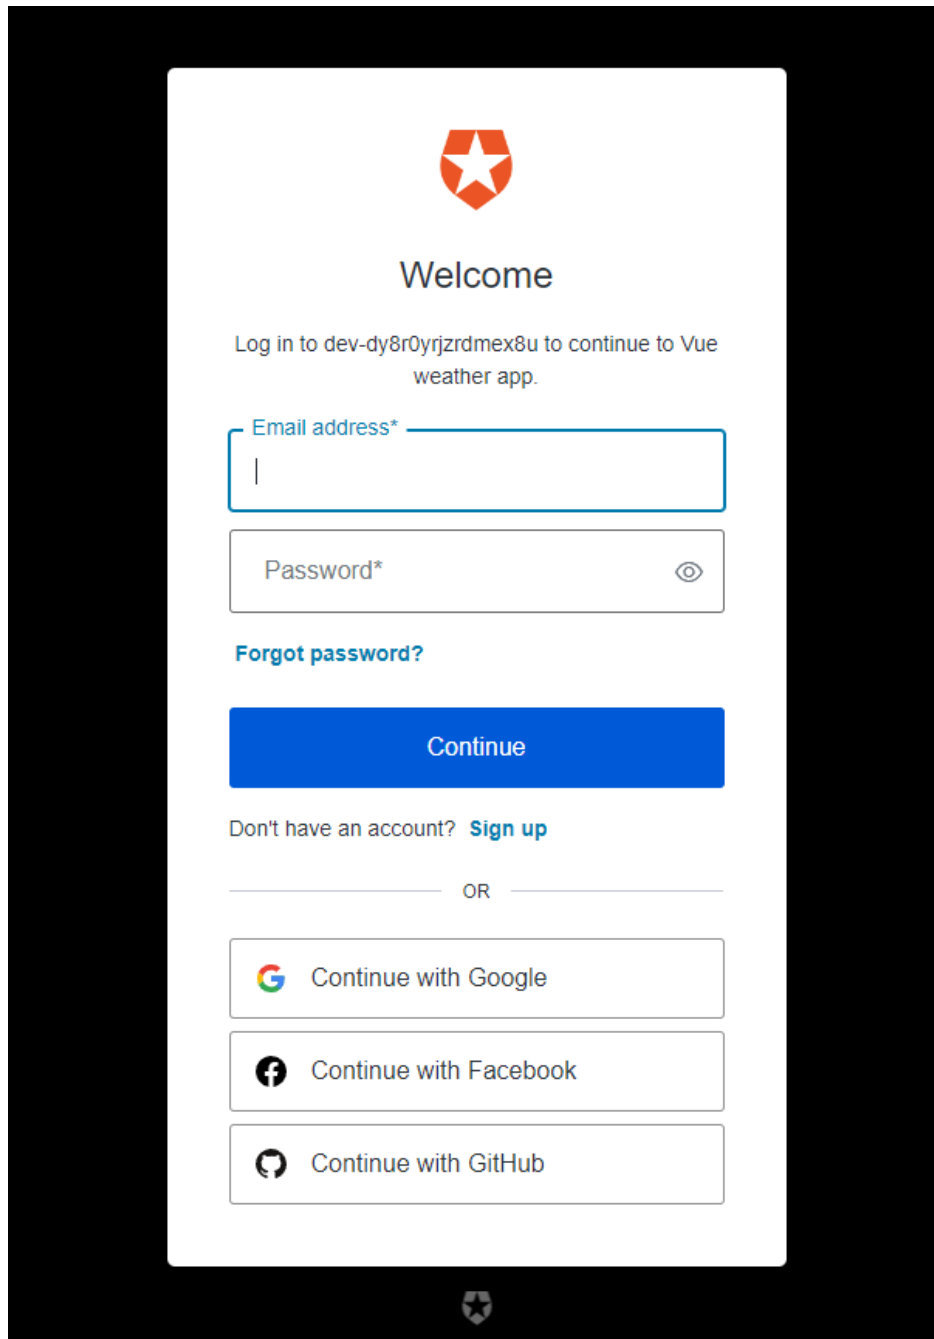 Welcome
Log in to dev-dy8r0yrjzrdmex8u to continue to Vue
weather app.
Email address*
Password*
Forgot password?
Continue
Don't have an account? Sign up
OR
Continue with Google
Continue with Facebook
Continue with GitHub